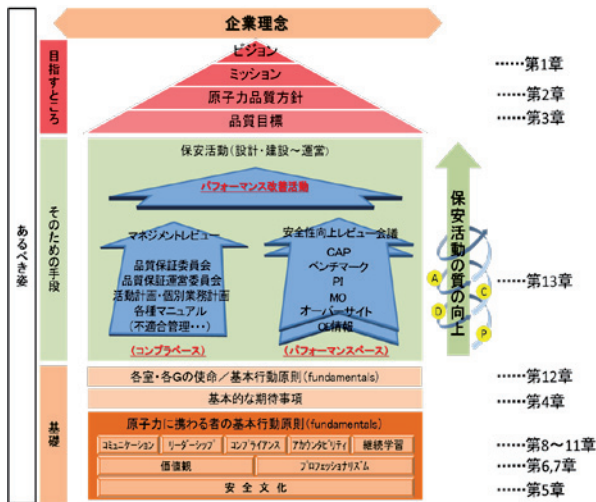 企業理念
あるべき姿
目指すところ
ビジョン
ミッション
原子力品質方針
品質目標
……第1章
……第2章
……第3章
そのための手段
保安活動(設計・建設～運営)
パフォーマンス改善活動
マネジメントレビュー
品質保証委員会
品質保証運営委員会
活動計画・個別業務計画
各種マニュアル
(不適合管理・・・)
(コンプラベース)
安全性向上レビュー会議
CAP
ベンチマーク
PI
MO
オーバーサイト
OE情報
(パフォーマンスベース)
保安活動の質の向上
A
C
D
P
……第13章
基礎
各室・各Gの使命／基本行動原則(fundamentals)
……第12章
基本的な期待事項
……第4章
原子力に携わる者の基本行動原則(fundamentals)
コミュニケーション
リーダーシップ
コンプライアンス
アカウンタビリティ
継続学習
……第8～11章
価値観
プロフェッショナリズム
……第6,7章
安全文化
……第5章